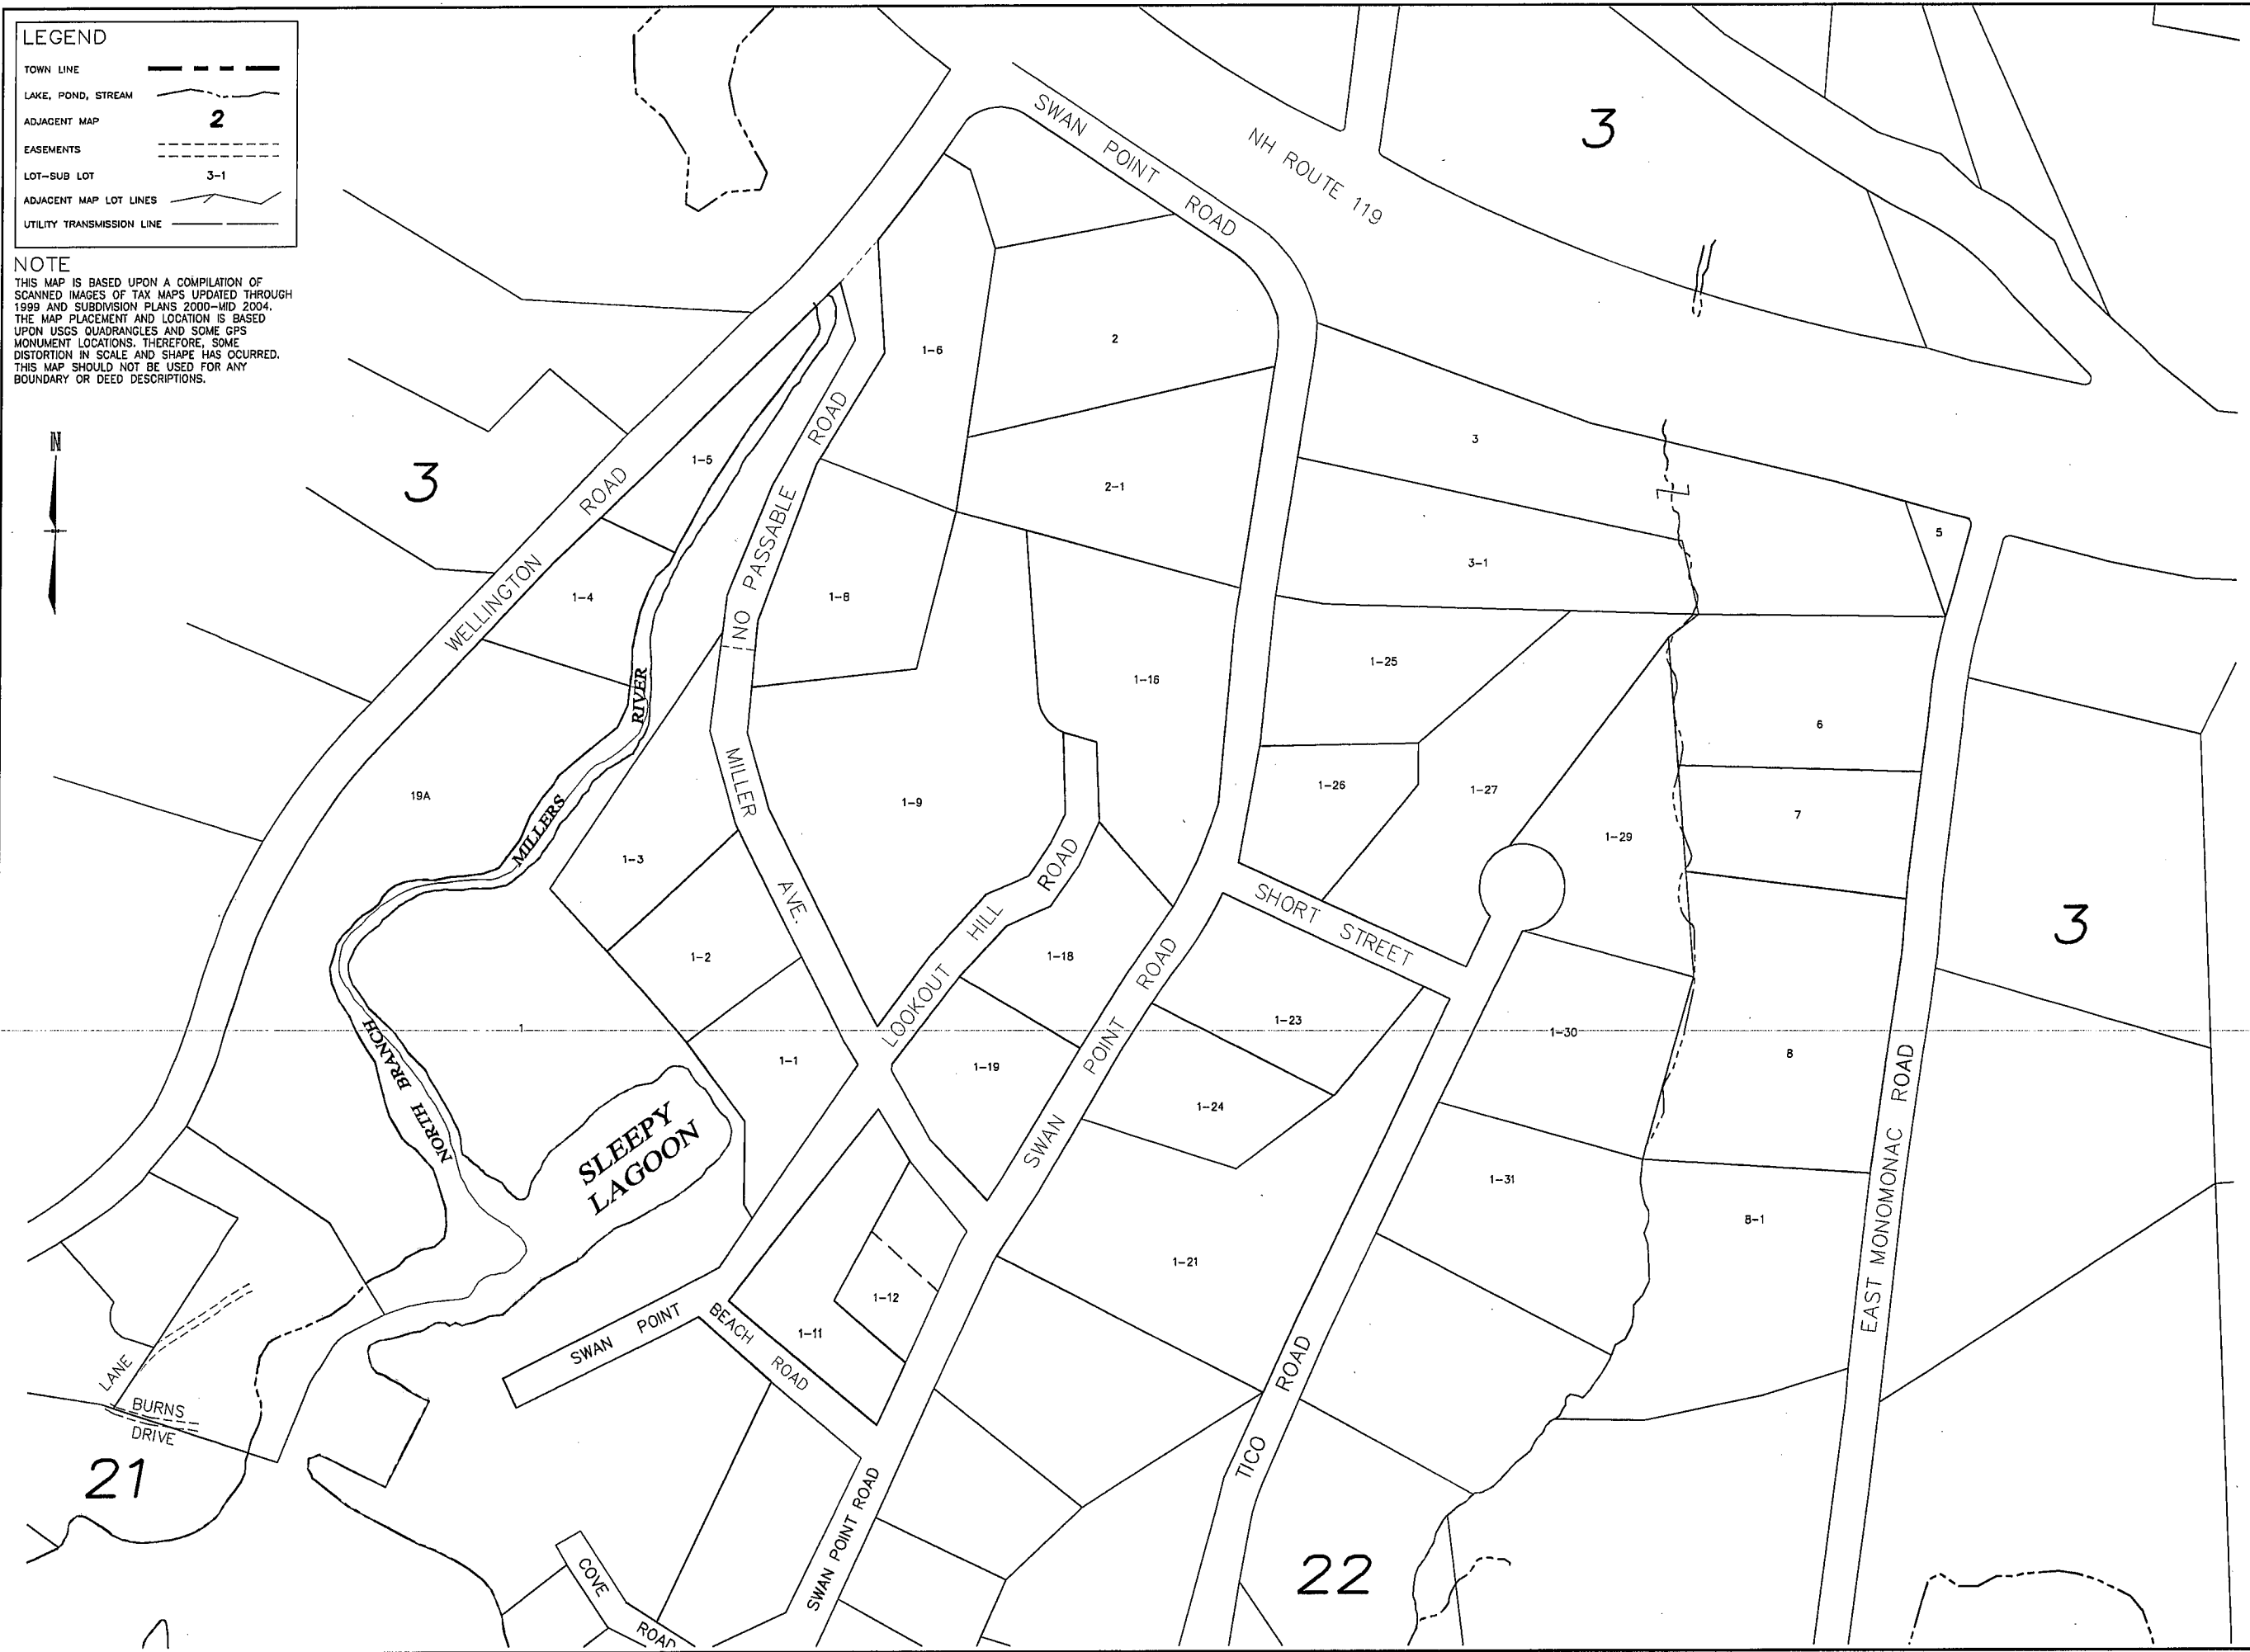 LEGEND
TOWN LINE
LAKE, POND, STREAM
ADJACENT MAP 2
EASEMENTS
LOT-SUB LOT 3-1
ADJACENT MAP LOT LINES
UTILITY TRANSMISSION LINE
NOTE
THIS MAP IS BASED UPON A COMPILATION OF
SCANNED IMAGES OF TAX MAPS UPDATED THROUGH
1999 AND SUBDIVISION PLANS 2000-MID 2004.
THE MAP PLACEMENT AND LOCATION IS BASED
UPON USGS QUADRANGLES AND SOME GPS
MONUMENT LOCATIONS. THEREFORE, SOME
DISTORTION IN SCALE AND SHAPE HAS OCURRED.
THIS MAP SHOULD NOT BE USED FOR ANY
BOUNDARY OR DEED DESCRIPTIONS.
N
3
SWAN POINT ROAD
NH ROUTE 119
3
1-6
2
WELLINGTON ROAD
1-5
NO PASSABLE ROAD
2-1
3
5
1-4
1-8
3-1
1-16
1-25
6
MILLERS RIVER
19A
MILLER AVE.
1-9
1-26
1-27
7
1-29
1-3
LOOKOUT HILL ROAD
SHORT STREET
3
1-2
1-18
SWAN POINT ROAD
1
NORTH BRANCH
1-23
1-30
8
1-1
1-19
1-24
EAST MONOMONAC ROAD
SLEEPY
LAGOON
1-31
8-1
1-21
1-12
1-11
SWAN POINT
BEACH ROAD
TICO ROAD
LANE
BURNS
DRIVE
21
SWAN POINT ROAD
22
COVE ROAD